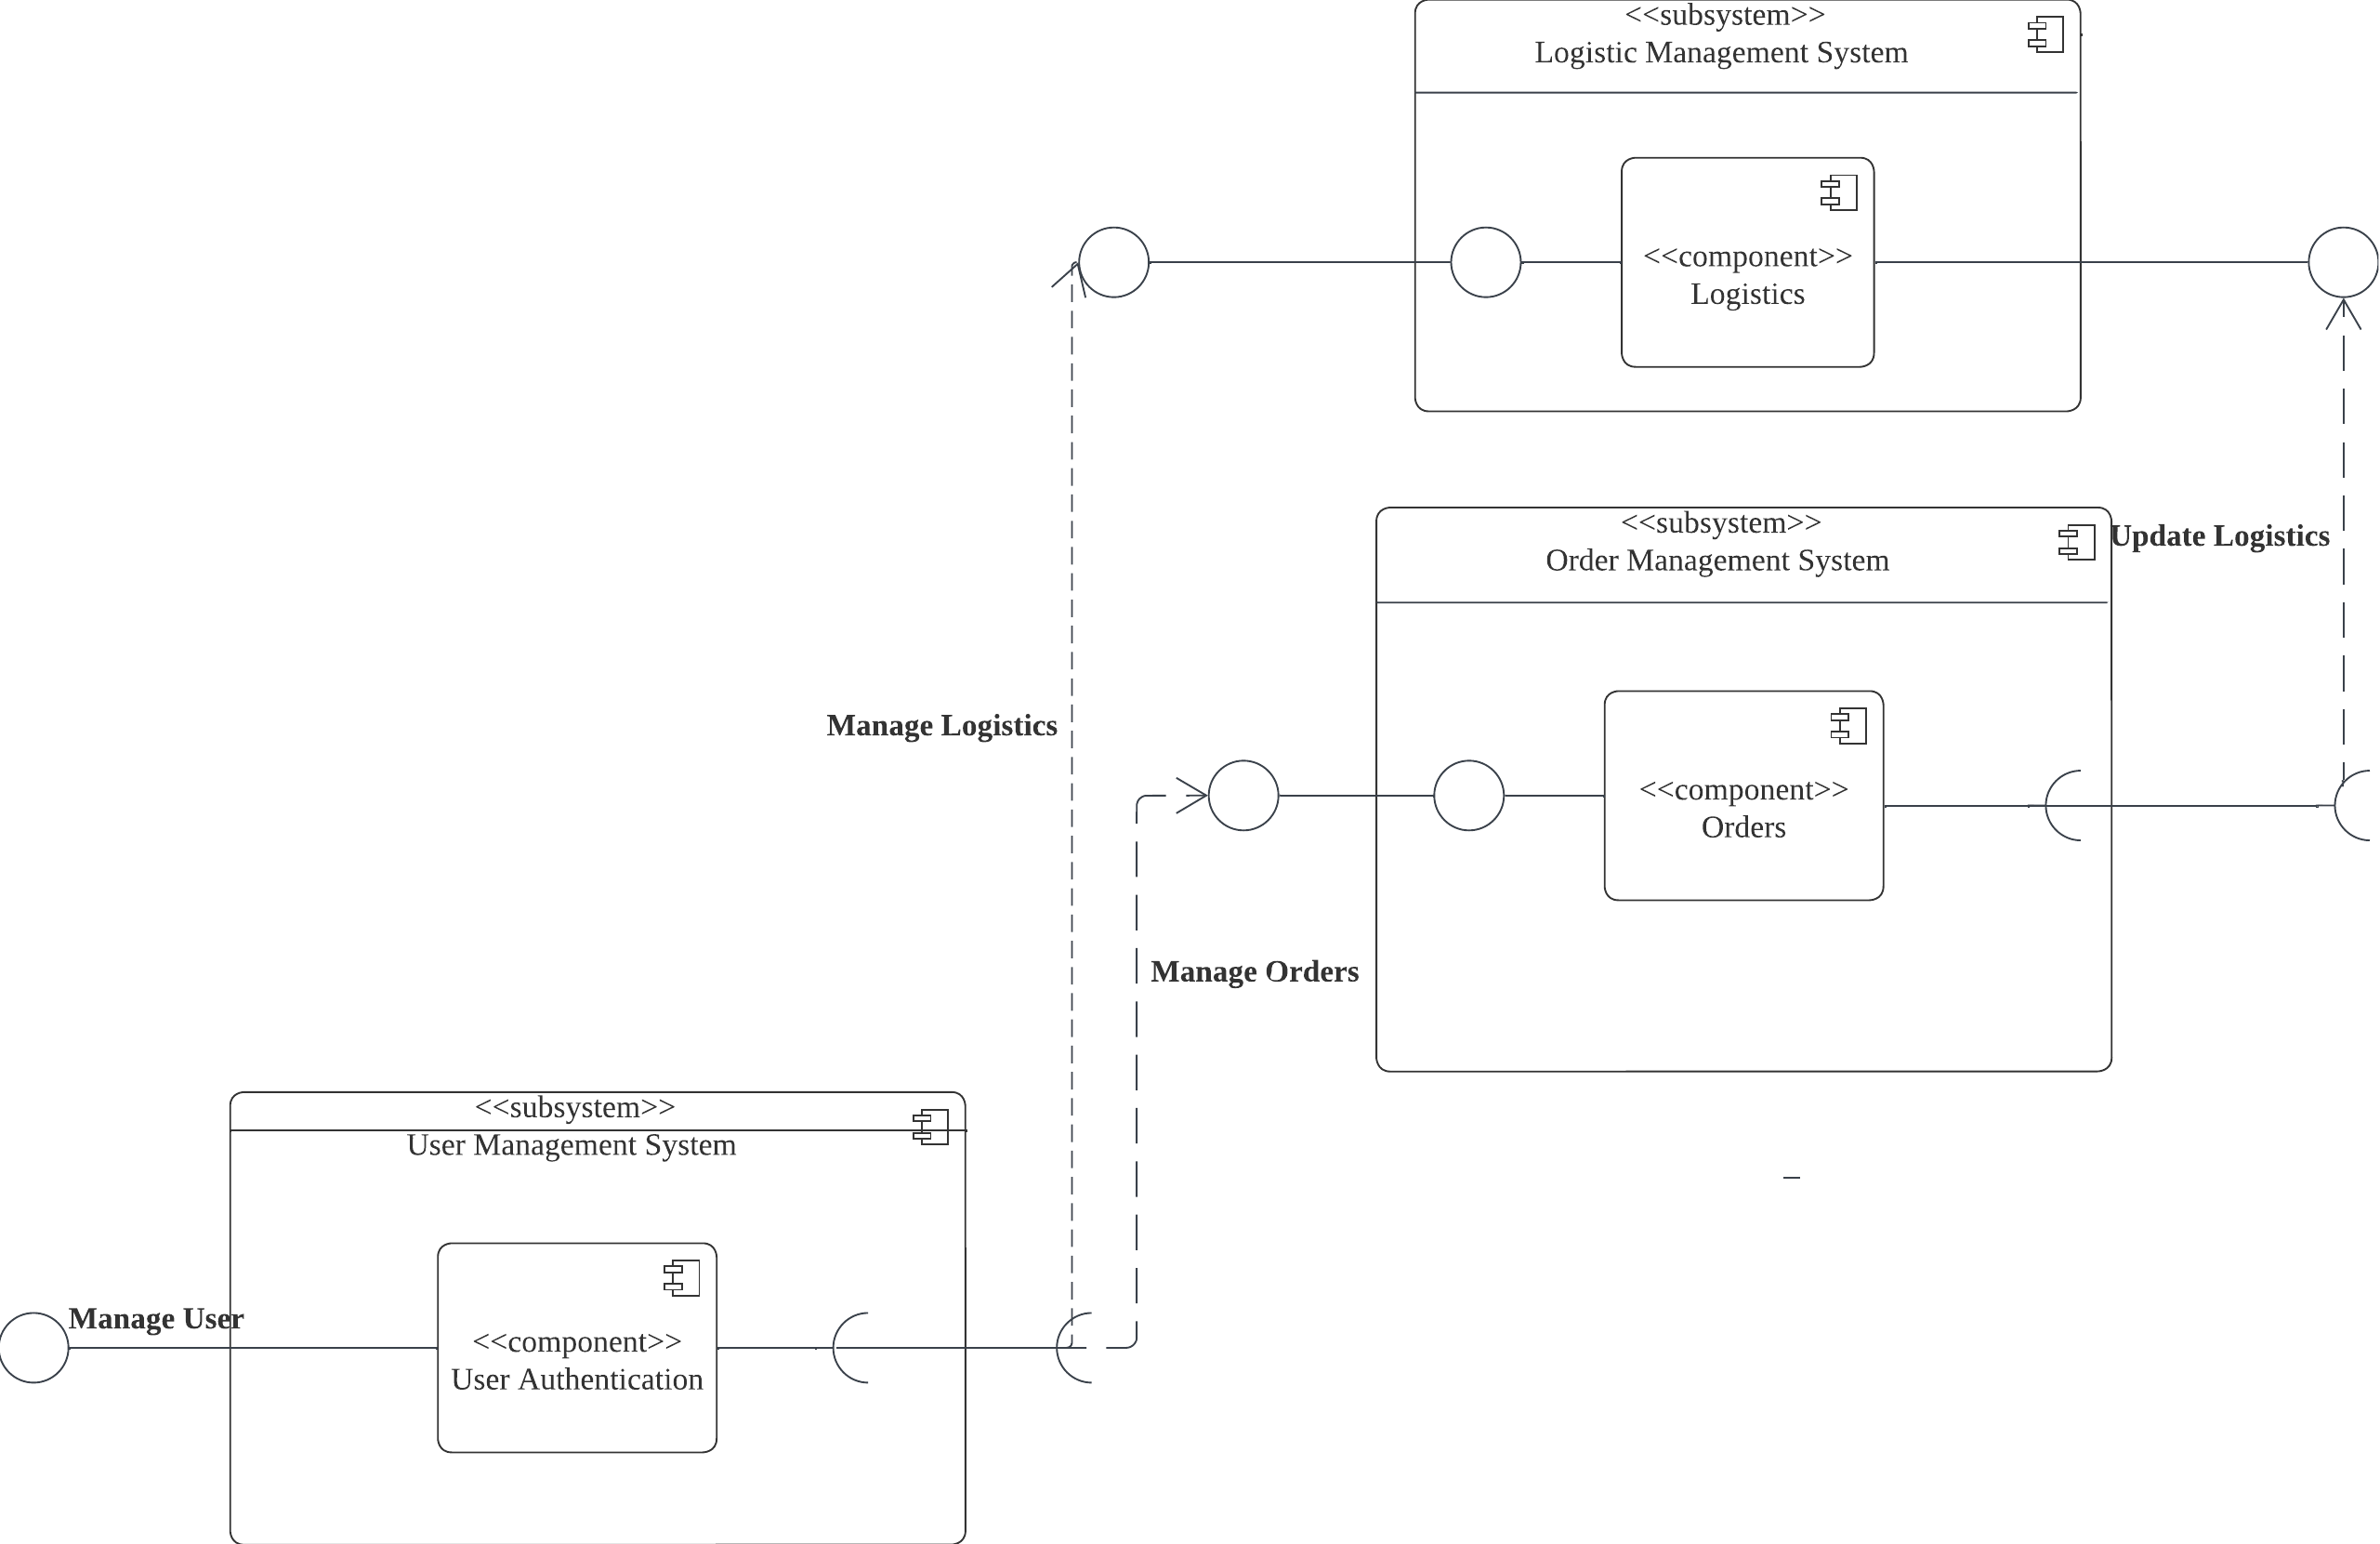 <<subsystem>>
Logistic Management System
<<component>>
Logistics
<<subsystem>>
Order Management System
Update Logistics
Manage Logistics
<<component>>
Orders
Manage Orders
<<subsystem>>
User Management System
Manage User
<<component>>
User Authentication